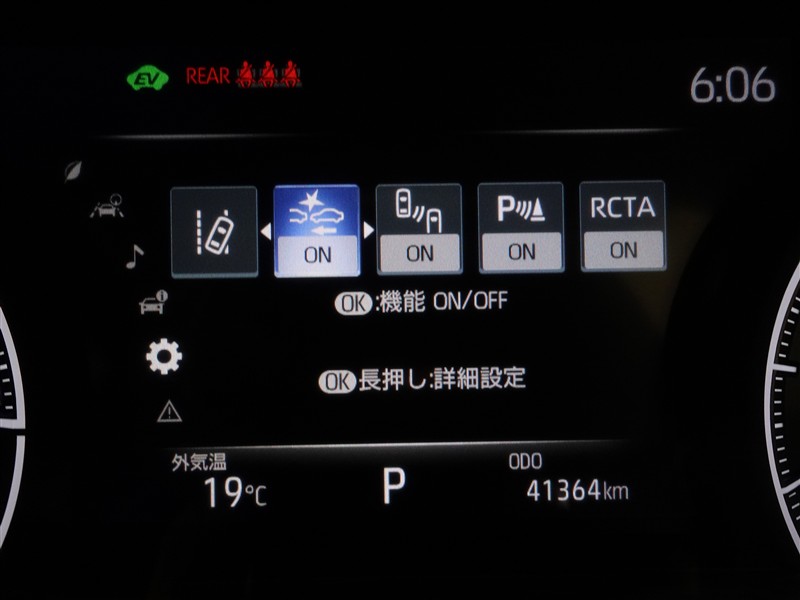 EV REAR 6:06
ON ON P ON RCTA ON
OK:機能 ON/OFF
OK長押し:詳細設定
外気温 ODO
19℃ P 41364km